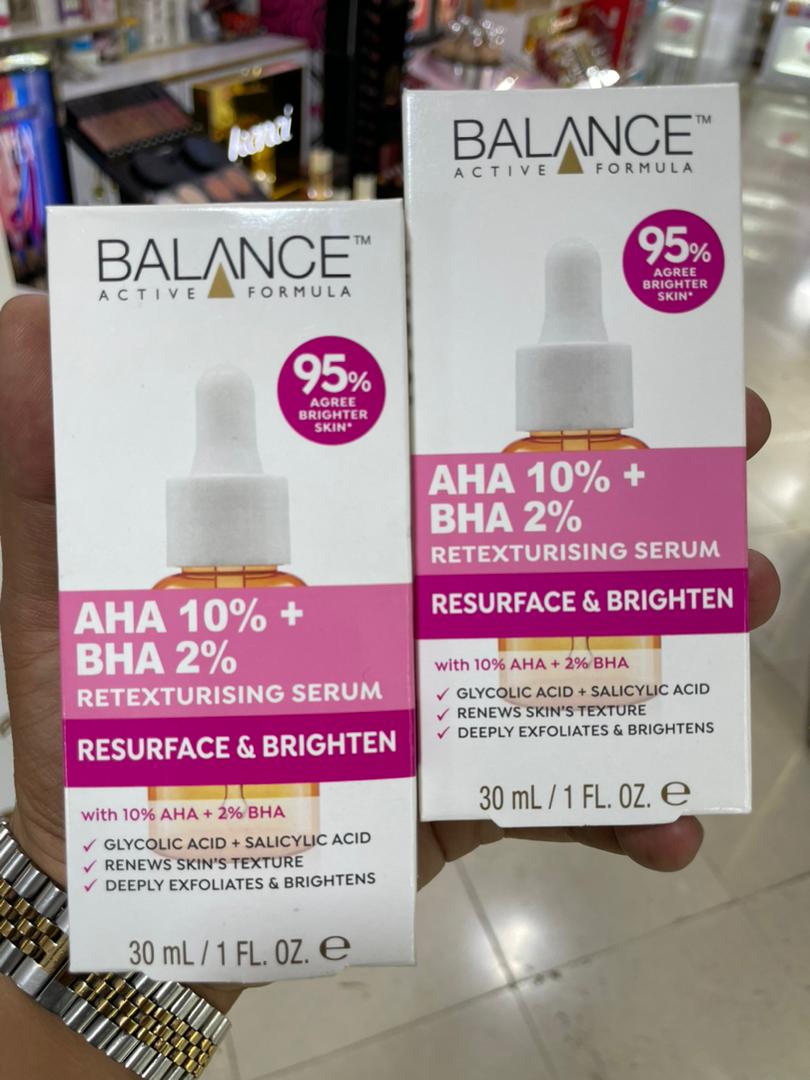 BALANCE™
ACTIVE FORMULA
95%
AGREE
BRIGHTER
SKIN*
AHA 10% +
BHA 2%
RETEXTURISING SERUM
RESURFACE & BRIGHTEN
with 10% AHA + 2% BHA
✓ GLYCOLIC ACID + SALICYLIC ACID
✓ RENEWS SKIN'S TEXTURE
✓ DEEPLY EXFOLIATES & BRIGHTENS
30 mL / 1 FL. OZ. ℮
BALANCE™
ACTIVE FORMULA
95%
AGREE
BRIGHTER
SKIN*
AHA 10% +
BHA 2%
RETEXTURISING SERUM
RESURFACE & BRIGHTEN
with 10% AHA + 2% BHA
✓ GLYCOLIC ACID + SALICYLIC ACID
✓ RENEWS SKIN'S TEXTURE
✓ DEEPLY EXFOLIATES & BRIGHTENS
30 mL / 1 FL. OZ. ℮